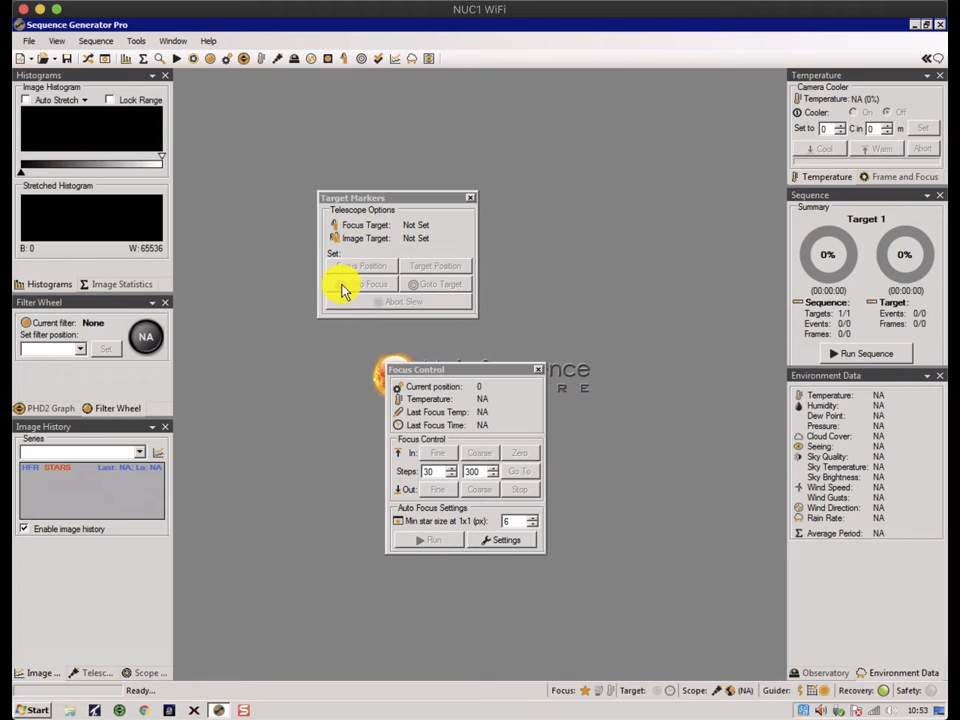 NUC1 WiFi
Sequence Generator Pro
File View Sequence Tools Window Help
Histograms
Image Histogram
Auto Stretch Lock Range
Stretched Histogram
B: 0 W: 65536
Histograms Image Statistics
Filter Wheel
Current filter: None
Set filter position:
Set
NA
PHD2 Graph Filter Wheel
Image History
Series
HFR STARS Last: NA; Lo: NA
Enable image history
Image ... Telesc... Scope ...
Target Markers
Telescope Options
Focus Target: Not Set
Image Target: Not Set
Set:
Focus Position Target Position
Focus Goto Target
Abort Slew
Focus Control
Current position: 0
Temperature: NA
Last Focus Temp: NA
Last Focus Time: NA
Focus Control
In: Fine Coarse Zero
Steps: 30 300 Go To
Out: Fine Coarse Stop
Auto Focus Settings
Min star size at 1x1 (px): 6
Run Settings
Temperature
Camera Cooler
Temperature: NA (0%)
Cooler: On Off
Set to 0 C in 0 m Set
Cool Warm Abort
Temperature Frame and Focus
Sequence
Summary
Target 1
0% 0%
(00:00:00) (00:00:00)
Sequence: Target:
Targets: 1/1 Events: 0/0
Events: 0/0 Frames: 0/0
Frames: 0/0
Run Sequence
Environment Data
Temperature: NA
Humidity: NA
Dew Point: NA
Pressure: NA
Cloud Cover: NA
Seeing: NA
Sky Quality: NA
Sky Temperature: NA
Sky Brightness: NA
Wind Speed: NA
Wind Gusts: NA
Wind Direction: NA
Rain Rate: NA
Average Period: NA
Observatory Environment Data
Ready... Focus: Target: Scope: (NA) Guider: Recovery: Safety:
Start 10:53